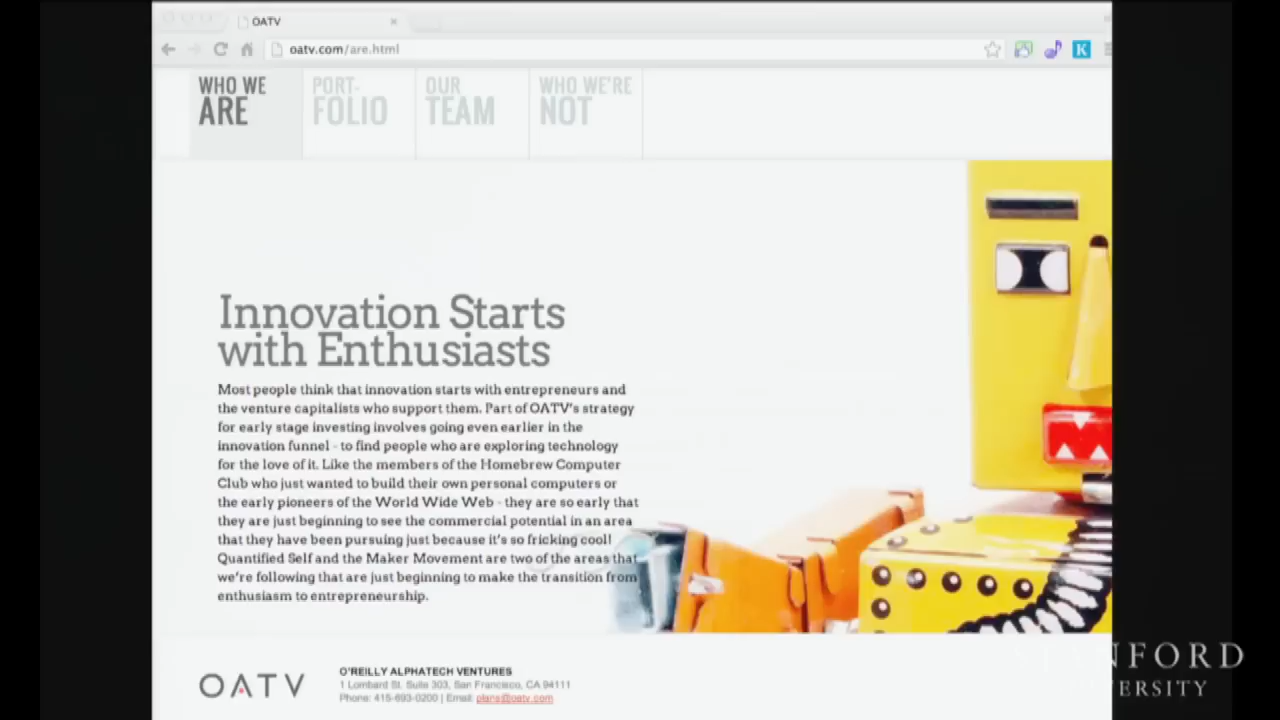 OATV
oatv.com/are.html
K
WHO WE
ARE
PORT-
FOLIO
OUR
TEAM
WHO WE'RE
NOT
Innovation Starts
with Enthusiasts
Most people think that innovation starts with entrepreneurs and
the venture capitalists who support them. Part of OATV's strategy
for early stage investing involves going even earlier in the
innovation funnel - to find people who are exploring technology
for the love of it. Like the members of the Homebrew Computer
Club who just wanted to build their own personal computers or
the early pioneers of the World Wide Web - they are so early that
they are just beginning to see the commercial potential in an area
that they have been pursuing just because it's so fricking cool!
Quantified Self and the Maker Movement are two of the areas that
we're following that are just beginning to make the transition from
enthusiasm to entrepreneurship.
OATV
O'REILLY ALPHATECH VENTURES
1 Lombard St. Suite 303, San Francisco, CA 94111
Phone: 415-693-0200 | Email: plans@oatv.com
STANFORD
UNIVERSITY